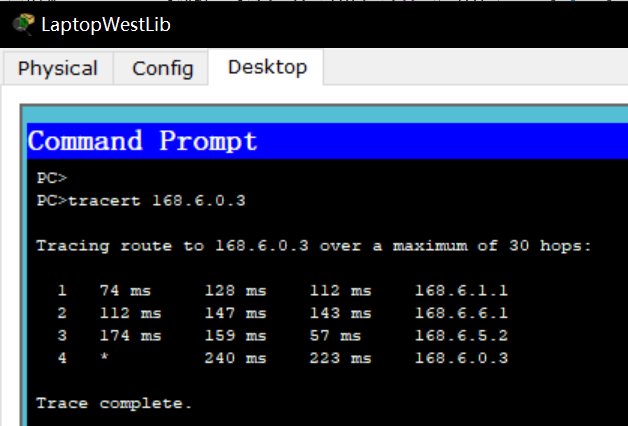 LaptopWestLib
Physical Config Desktop
Command Prompt
PC>
PC>tracert 168.6.0.3
Tracing route to 168.6.0.3 over a maximum of 30 hops:
1 74 ms 128 ms 112 ms 168.6.1.1
2 112 ms 147 ms 143 ms 168.6.6.1
3 174 ms 159 ms 57 ms 168.6.5.2
4 * 240 ms 223 ms 168.6.0.3
Trace complete.